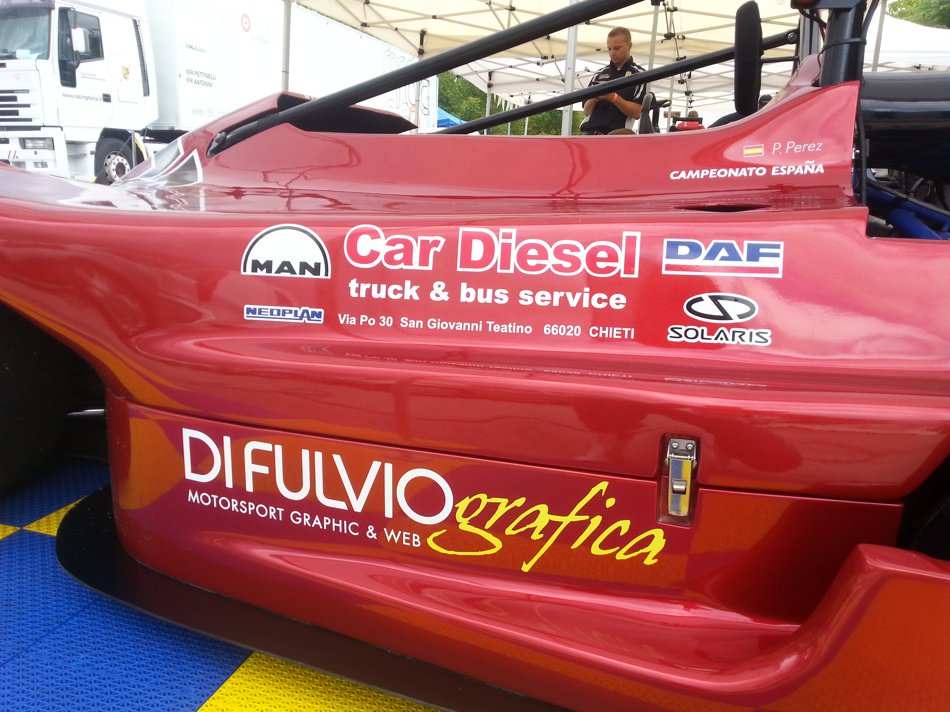 P. Perez
CAMPEONATO ESPAÑA
MAN
Car Diesel
DAF
truck & bus service
NEOPLAN
Via Po 30 San Giovanni Teatino 66020 CHIETI
SOLARIS
DI FULVIO
grafica
MOTORSPORT GRAPHIC & WEB